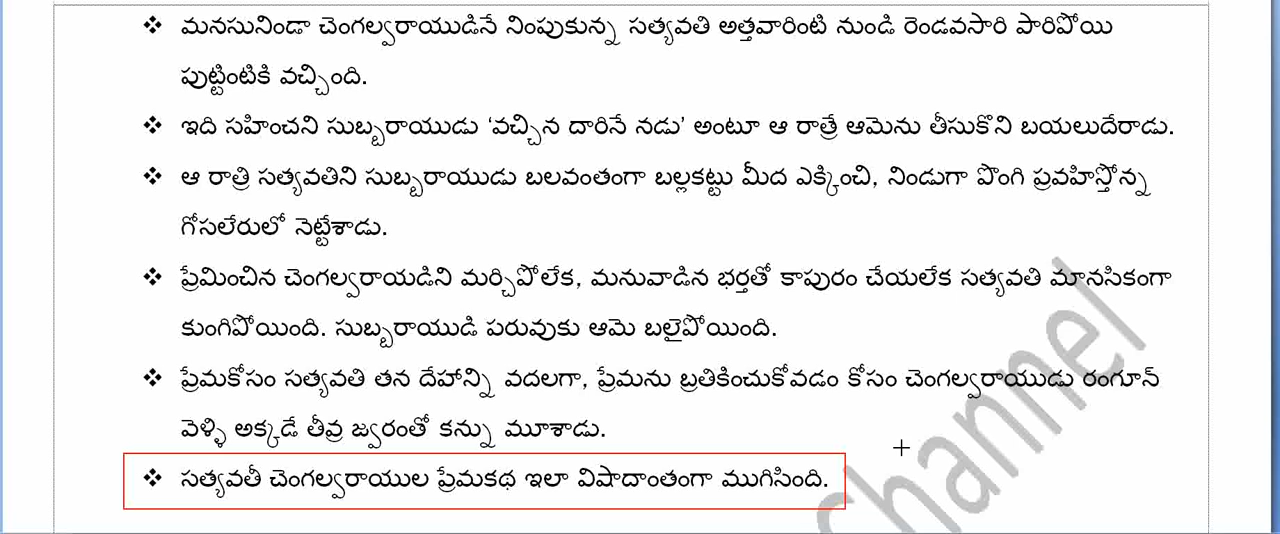 ❖ మనసునిండా చెంగల్వరాయుడినే నింపుకున్న సత్యవతి అత్తవారింటి నుండి రెండవసారి పారిపోయి
పుట్టింటికి వచ్చింది.
❖ ఇది సహించని సుబ్బరాయుడు ‘వచ్చిన దారినే నడు’ అంటూ ఆ రాత్రే ఆమెను తీసుకొని బయలుదేరాడు.
❖ ఆ రాత్రి సత్యవతిని సుబ్బరాయుడు బలవంతంగా బల్లకట్టు మీద ఎక్కించి, నిండుగా పొంగి ప్రవహిస్తోన్న
గోసలేరులో నెట్టేశాడు.
❖ ప్రేమించిన చెంగల్వరాయడిని మర్చిపోలేక, మనువాడిన భర్తతో కాపురం చేయలేక సత్యవతి మానసికంగా
కుంగిపోయింది. సుబ్బరాయుడి పరువుకు ఆమె బలైపోయింది.
❖ ప్రేమకోసం సత్యవతి తన దేహాన్ని వదలగా, ప్రేమను బ్రతికించుకోవడం కోసం చెంగల్వరాయుడు రంగూన్
వెళ్ళి అక్కడే తీవ్ర జ్వరంతో కన్ను మూశాడు.
❖ సత్యవతీ చెంగల్వరాయుల ప్రేమకథ ఇలా విషాదాంతంగా ముగిసింది.
Channel